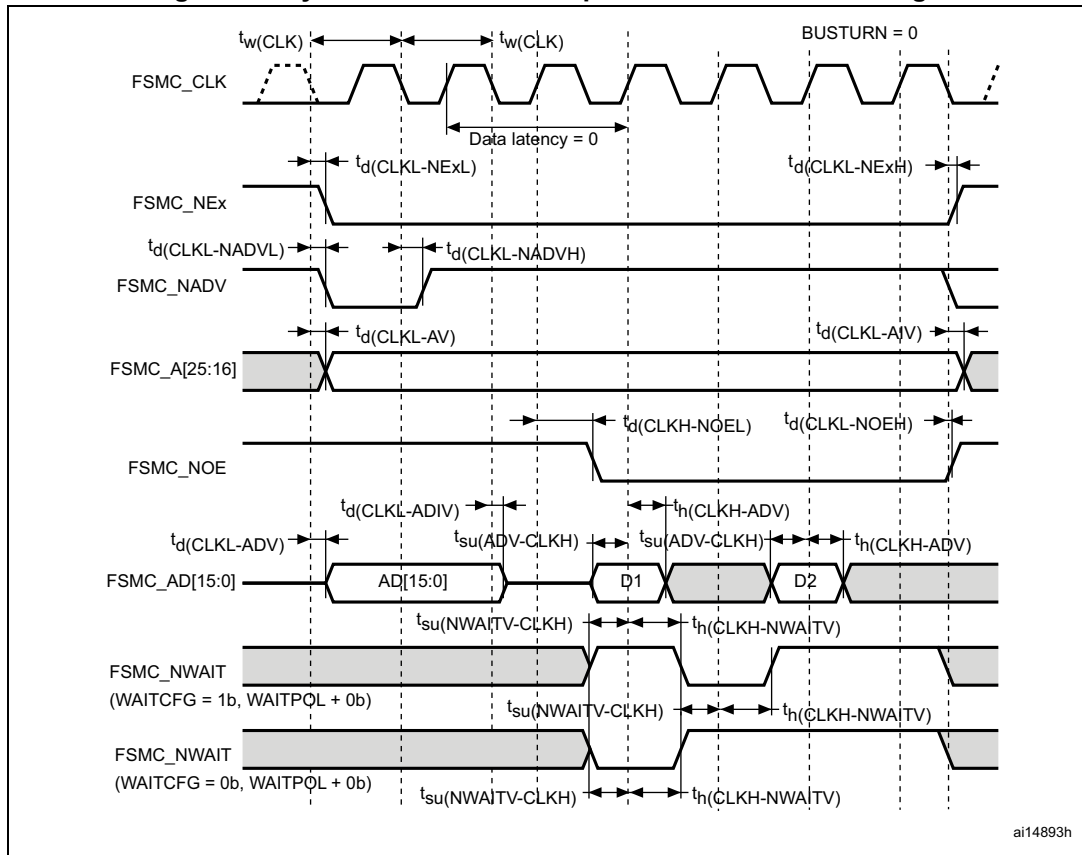 tw(CLK) tw(CLK) BUSTURN = 0
FSMC_CLK
Data latency = 0
td(CLKL-NExL) td(CLKL-NExH)
FSMC_NEx
td(CLKL-NADVL) td(CLKL-NADVH)
FSMC_NADV
td(CLKL-AV) td(CLKL-AIV)
FSMC_A[25:16]
td(CLKH-NOEL) td(CLKL-NOEH)
FSMC_NOE
td(CLKL-ADIV) th(CLKH-ADV)
td(CLKL-ADV) tsu(ADV-CLKH) tsu(ADV-CLKH) th(CLKH-ADV)
FSMC_AD[15:0] AD[15:0] D1 D2
tsu(NWAITV-CLKH) th(CLKH-NWAITV)
FSMC_NWAIT
(WAITCFG = 1b, WAITPOL + 0b)
tsu(NWAITV-CLKH) th(CLKH-NWAITV)
FSMC_NWAIT
(WAITCFG = 0b, WAITPOL + 0b)
tsu(NWAITV-CLKH) th(CLKH-NWAITV)
ai14893h